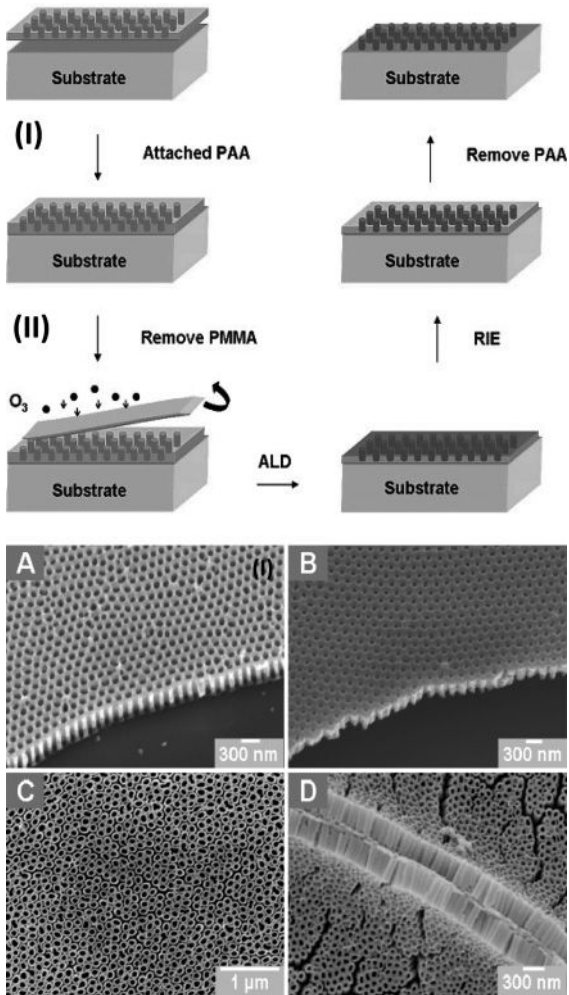 Substrate
Substrate
(I)
Attached PAA
Remove PAA
Substrate
Substrate
(II)
Remove PMMA
RIE
O3
ALD
Substrate
Substrate
A
(I)
B
300 nm
300 nm
C
D
1 μm
300 nm